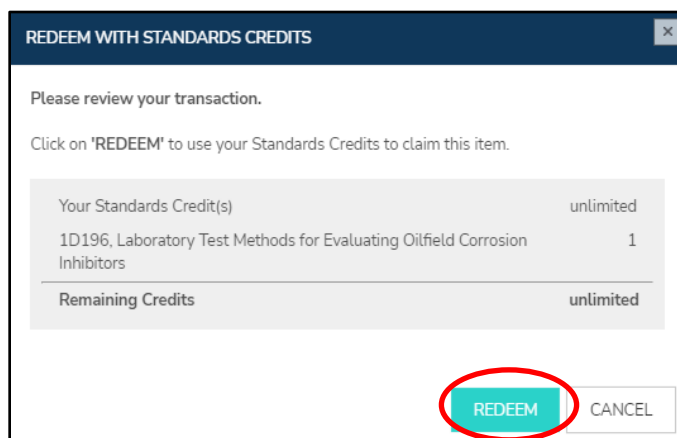 REDEEM WITH STANDARDS CREDITS
×
Please review your transaction.
Click on 'REDEEM' to use your Standards Credits to claim this item.
Your Standards Credit(s) unlimited
1D196, Laboratory Test Methods for Evaluating Oilfield Corrosion 1
Inhibitors
Remaining Credits unlimited
REDEEM CANCEL